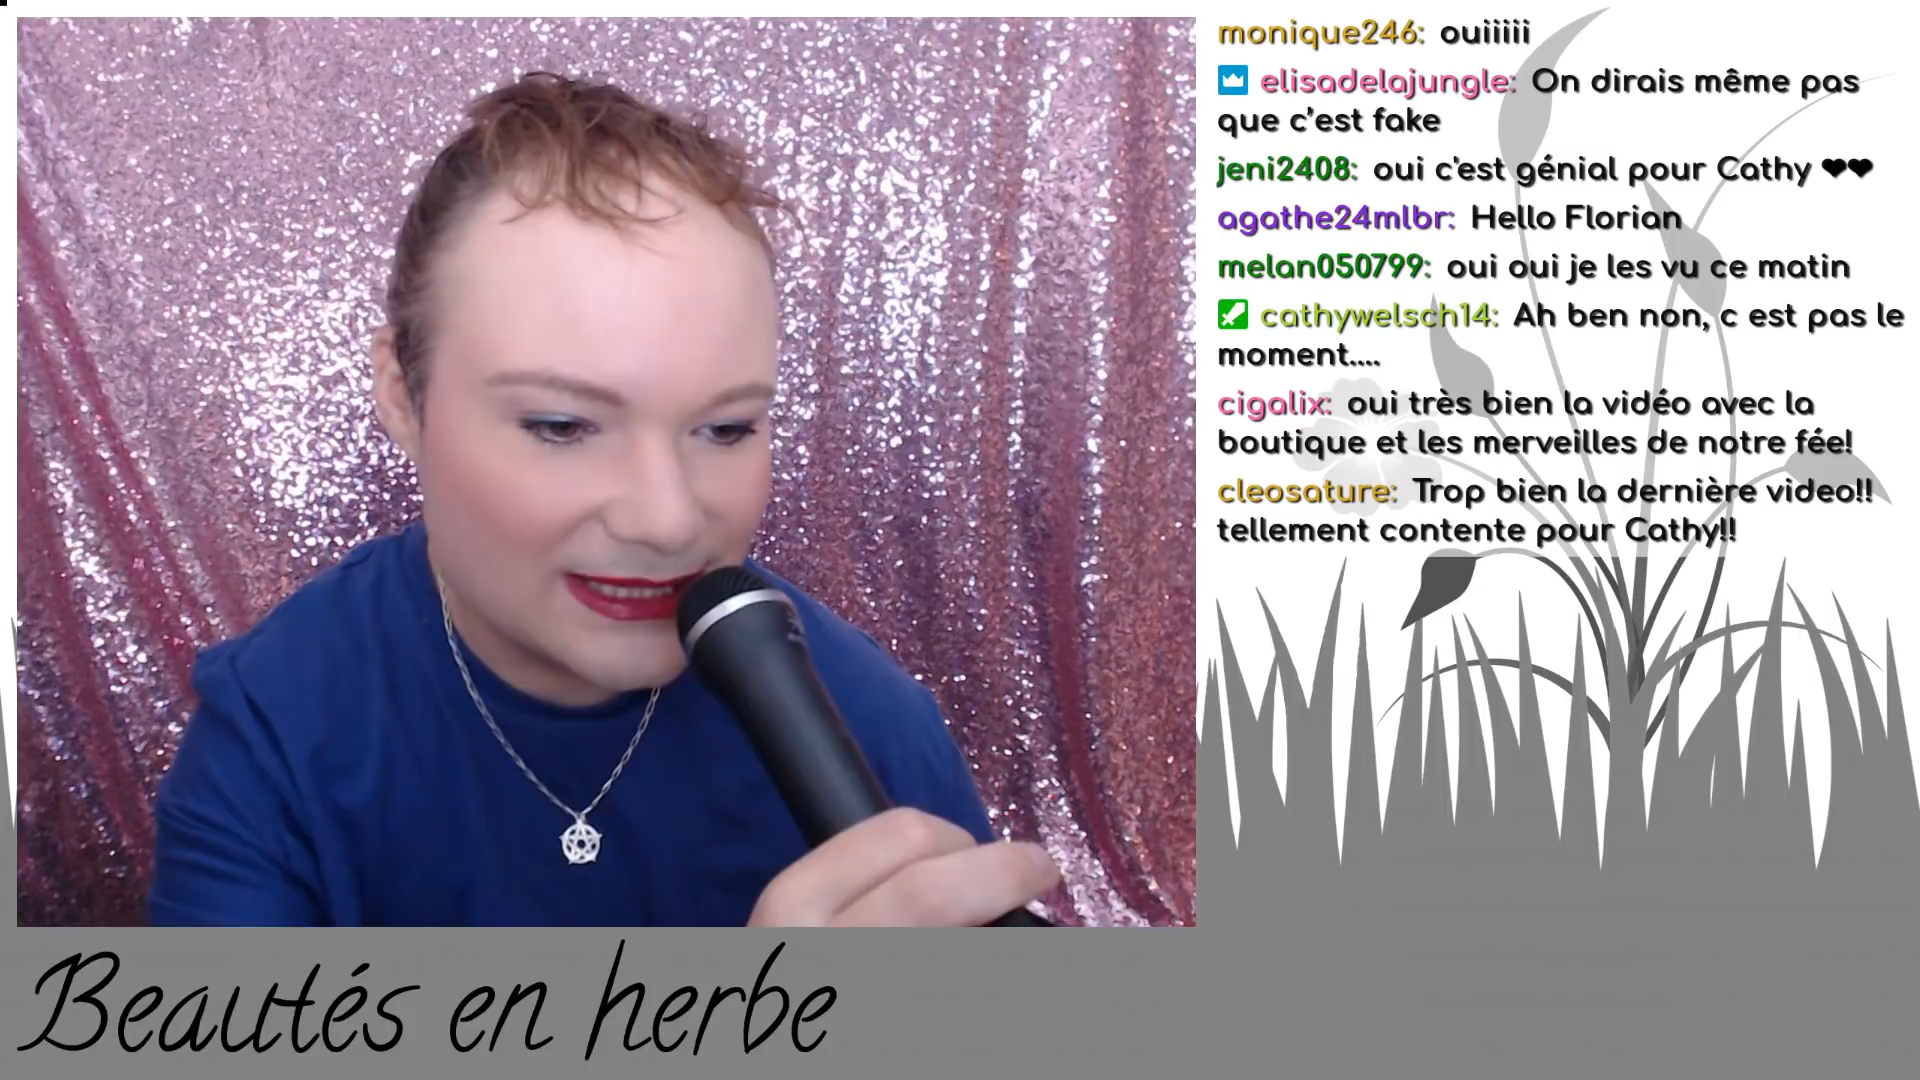 monique246: ouiiiii
elisadelajungle: On dirais même pas
que c'est fake
jeni2408: oui c'est génial pour Cathy ❤❤
agathe24mlbr: Hello Florian
melan050799: oui oui je les vu ce matin
cathywelsch14: Ah ben non, c est pas le
moment....
cigalix: oui très bien la vidéo avec la
boutique et les merveilles de notre fée!
cleosature: Trop bien la dernière video!!
tellement contente pour Cathy!!
Beautés en herbe